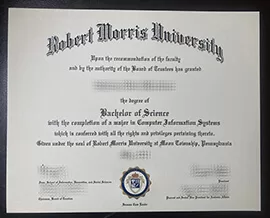 Robert Morris University
Upon the recommendation of the faculty
and by the authority of the Board of Trustees has granted
the degree of
Bachelor of Science
with the completion of a major in Computer Information Systems
which is conferred with all the rights and privileges pertaining thereto.
Given under the seal of Robert Morris University at Moon Township, Pennsylvania